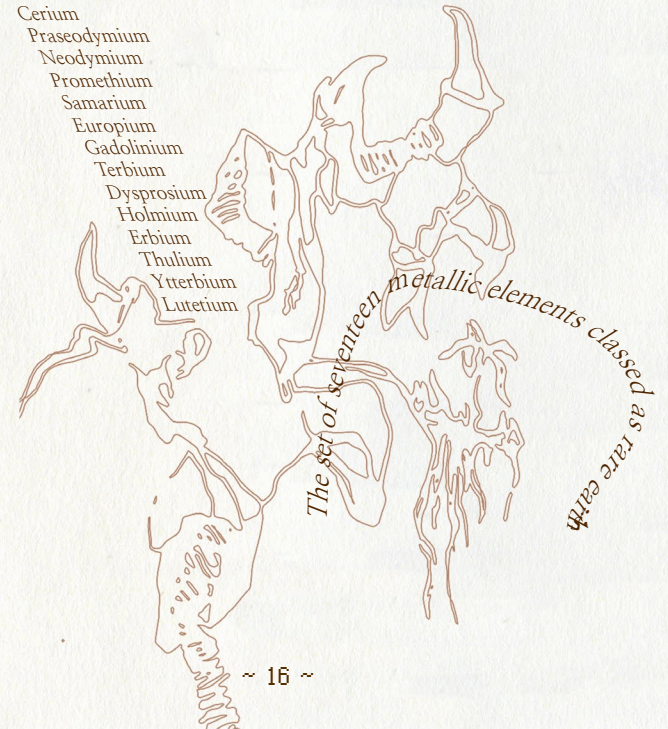 Cerium
Praseodymium
Neodymium
Promethium
Samarium
Europium
Gadolinium
Terbium
Dysprosium
Holmium
Erbium
Thulium
Ytterbium
Lutetium
The set of seventeen metallic elements classed as rare earth
~ 16 ~